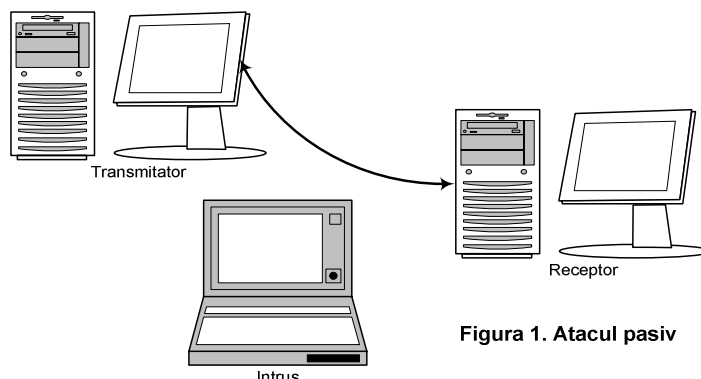 Transmitator
Receptor
Figura 1. Atacul pasiv
Intrus